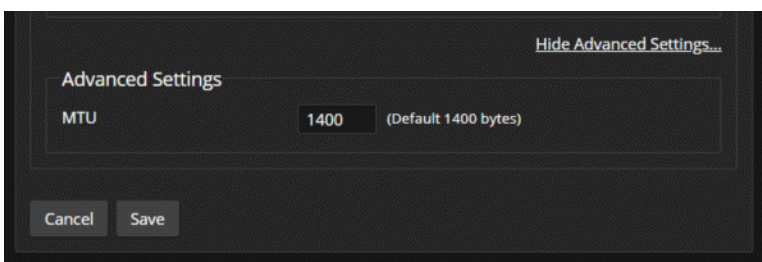 Hide Advanced Settings...
Advanced Settings
MTU 1400 (Default 1400 bytes)
Cancel Save